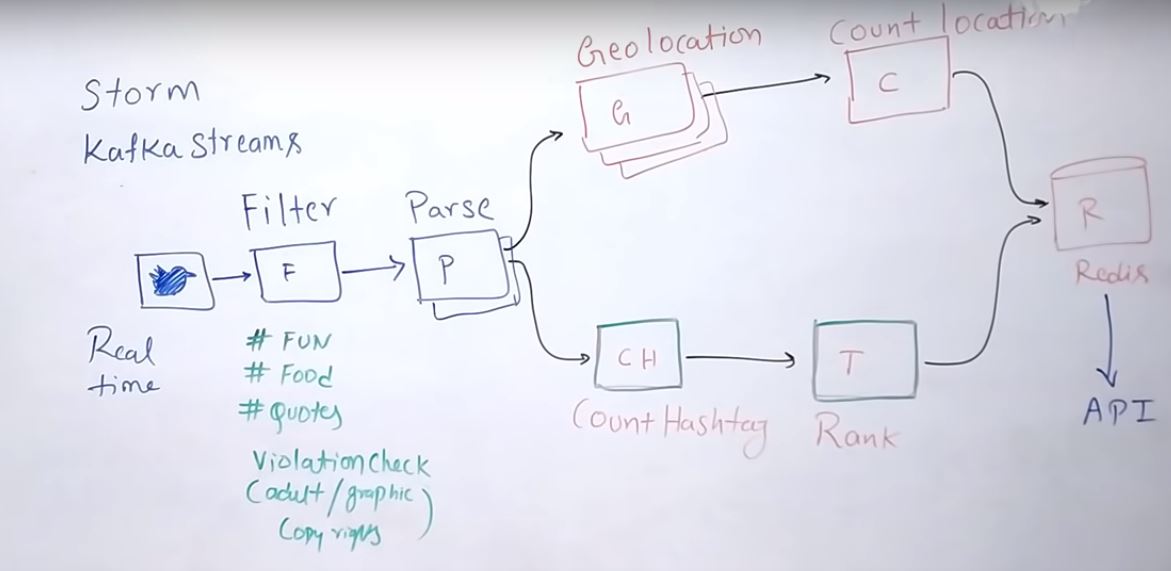 Storm
Kafka Streams
Geolocation
G
Count location
C
Filter
F
Parse
P
R
Redis
API
Real
time
# FUN
# Food
# Quotes
Violation Check
(adult/graphic)
Copy rights
CH
Count Hashtag
T
Rank